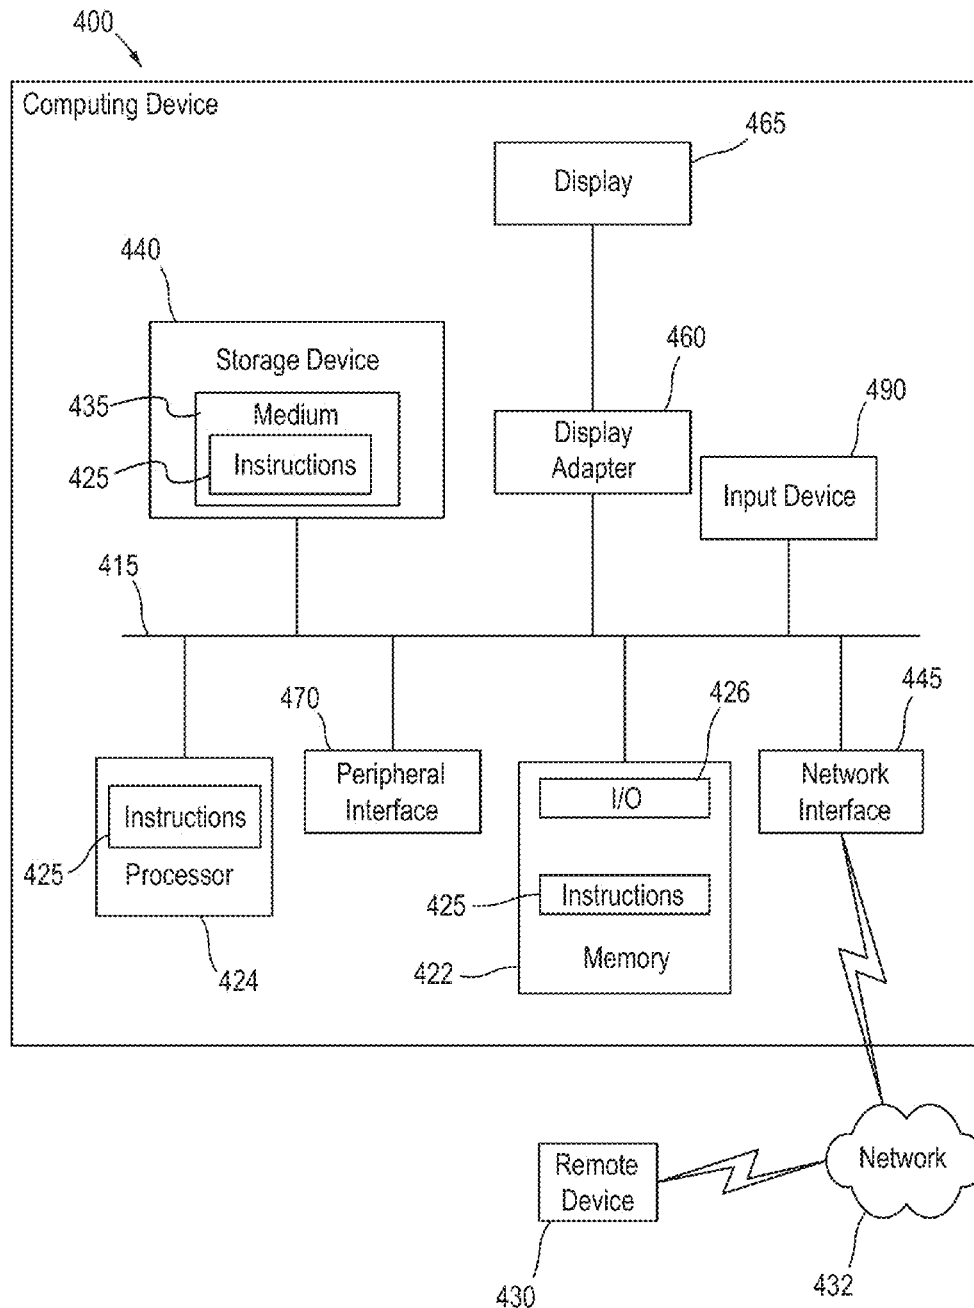 400
Computing Device
465
Display
440
Storage Device
460
435
Medium
490
425
Instructions
Display
Adapter
Input Device
415
470
426
445
Peripheral
Interface
I/O
Network
Interface
Instructions
425
Processor
425
Instructions
424
422
Memory
Remote
Device
Network
430
432